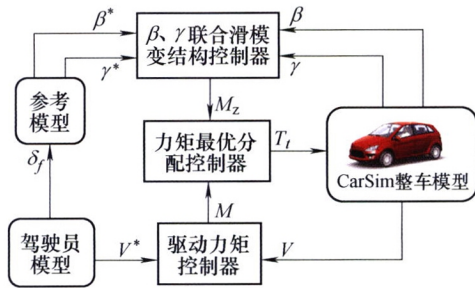 β*
β、γ联合滑模
变结构控制器
β
γ*
γ
参考
模型
M_z
δ_f
力矩最优分
配控制器
T_t
CarSim整车模型
M
驾驶员
模型
V*
驱动力矩
控制器
V